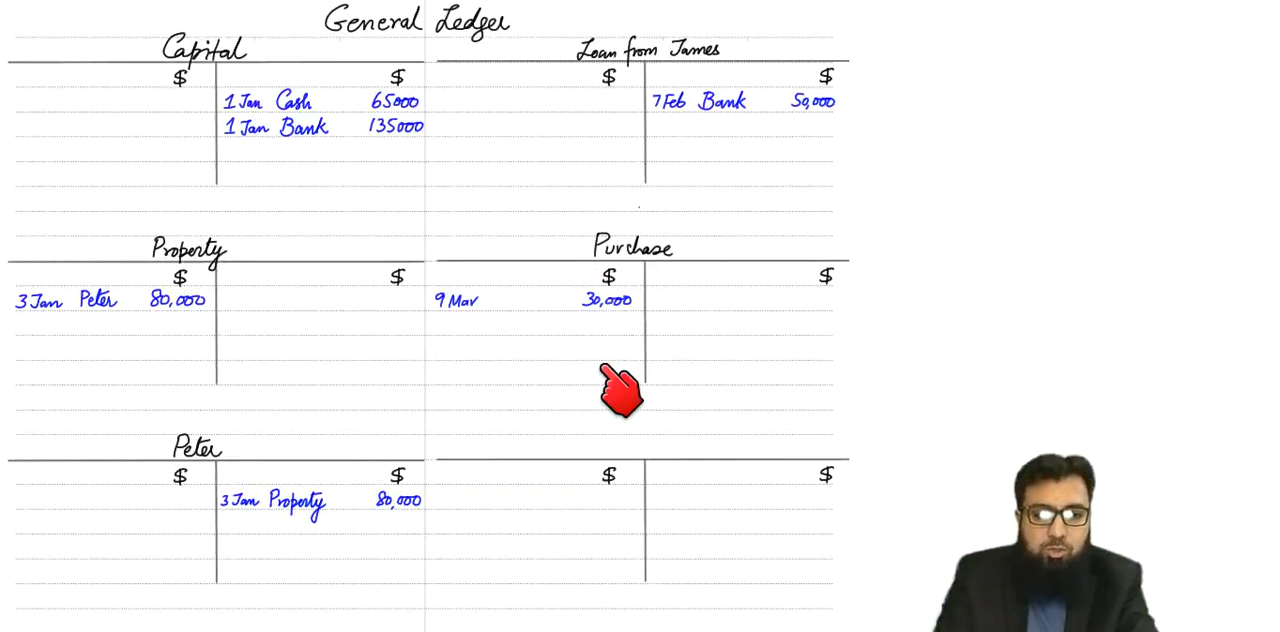 General Ledger
Capital
$ $
1 Jan Cash 65000
1 Jan Bank 135000
Loan from James
$ $
7 Feb Bank 50,000
Property
$ $
3 Jan Peter 80,000
Purchase
$ $
9 Mar 30,000
Peter
$ $
3 Jan Property 80,000
$ $